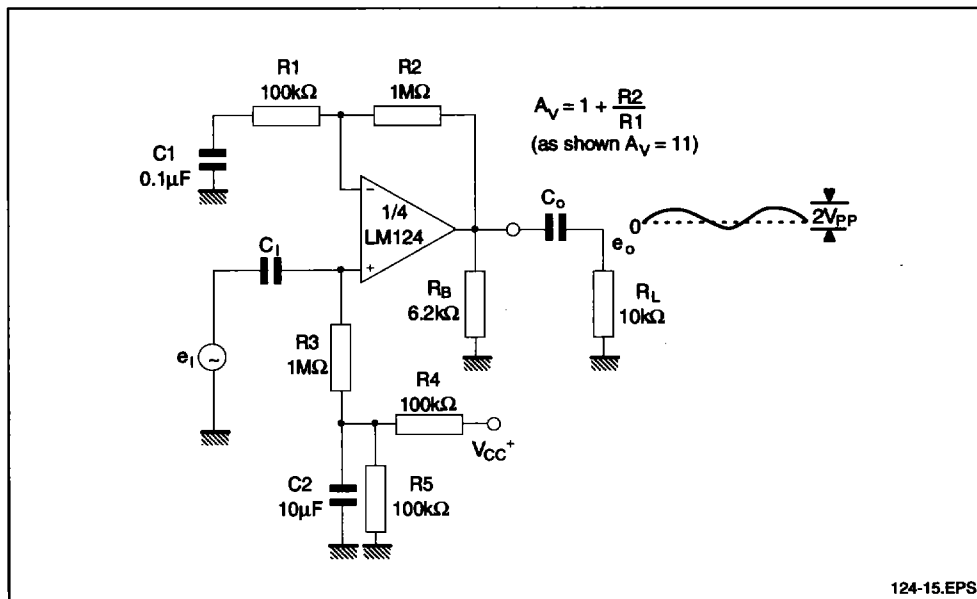 R1
100kΩ
R2
1MΩ
A_V = 1 + R2/R1
(as shown A_V = 11)
C1
0.1µF
-
1/4
LM124
+
C_I
C_o
0
2V_PP
e_o
R_B
6.2kΩ
R_L
10kΩ
e_I
~
R3
1MΩ
R4
100kΩ
V_CC+
C2
10µF
R5
100kΩ
124-15.EPS